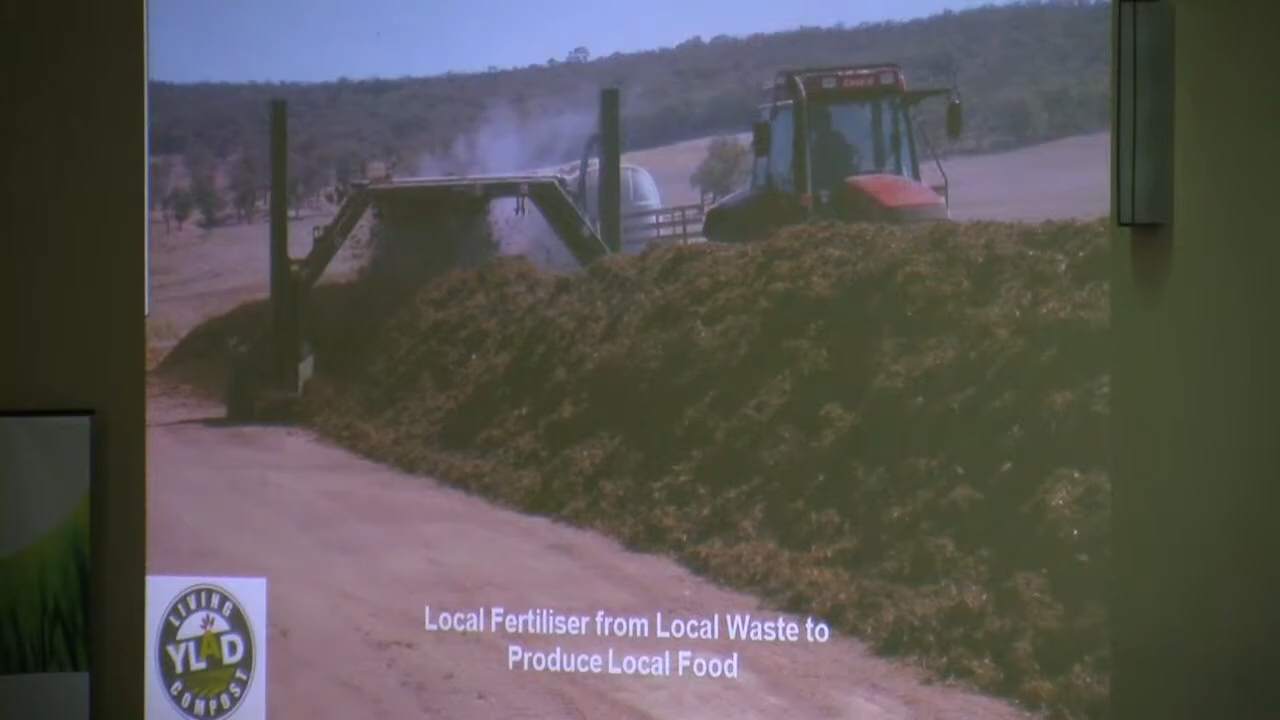 Local Fertiliser from Local Waste to
Produce Local Food
LIVING
YLAD
COMPOST